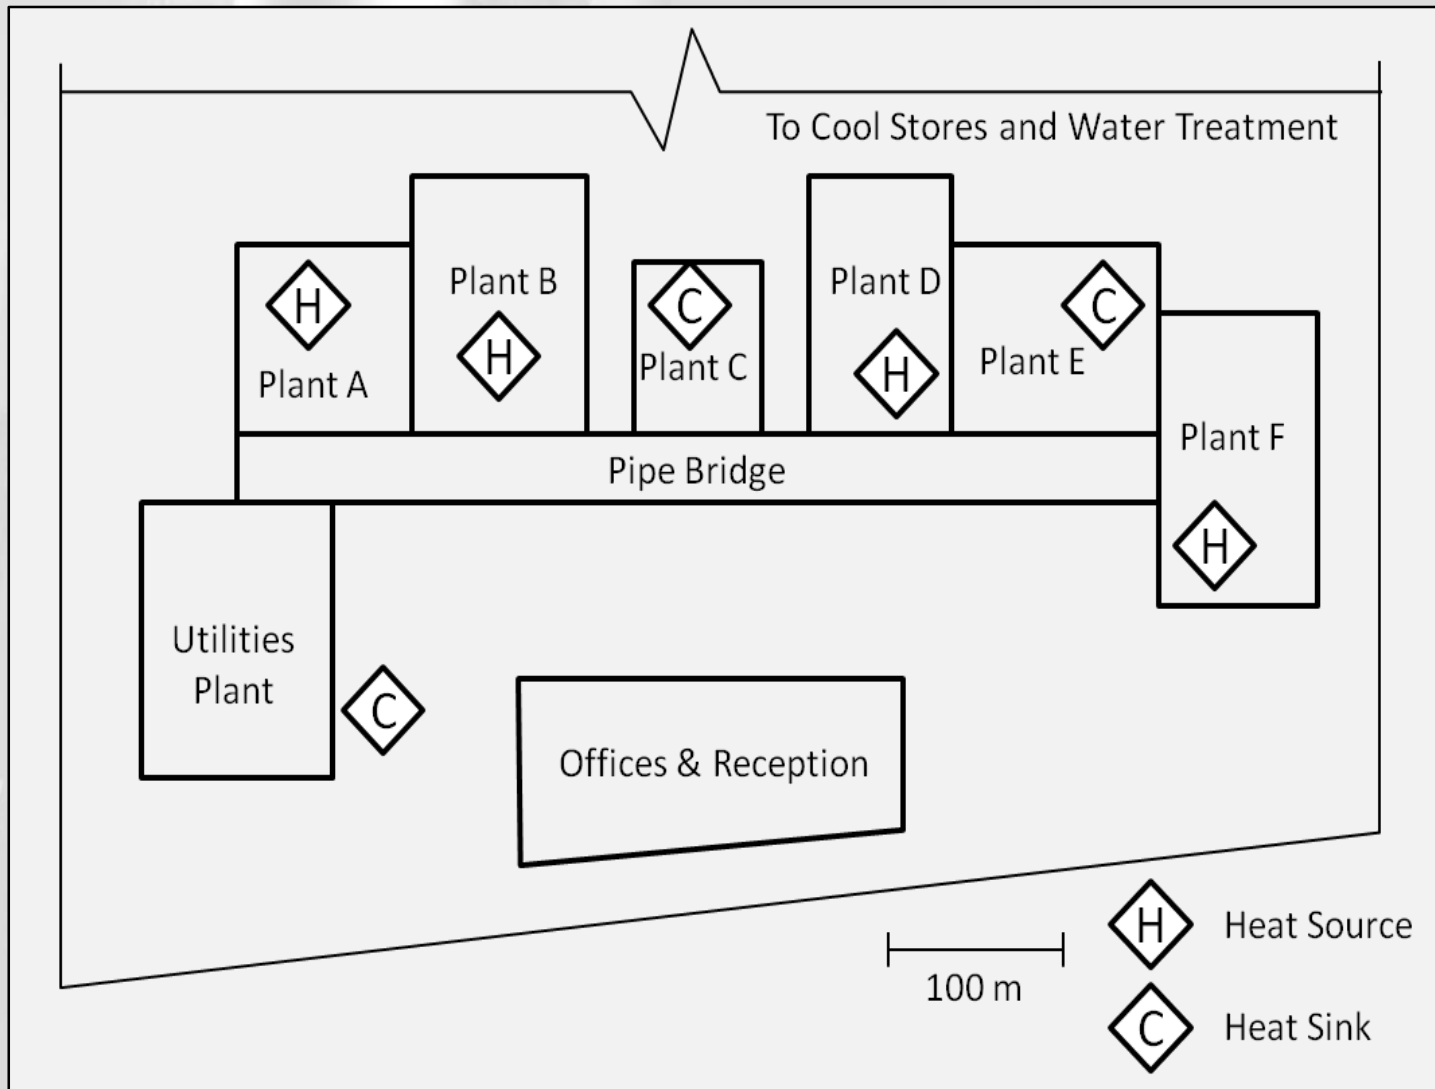 To Cool Stores and Water Treatment
H
Plant A
Plant B
H
C
Plant C
Plant D
H
C
Plant E
Plant F
H
Pipe Bridge
Utilities
Plant
C
Offices & Reception
100 m
H
Heat Source
C
Heat Sink